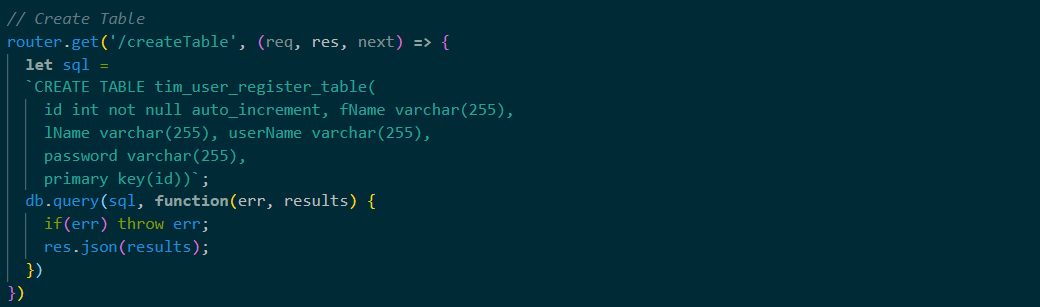 // Create Table
router.get('/createTable', (req, res, next) => {
let sql =
`CREATE TABLE tim_user_register_table(
id int not null auto_increment, fName varchar(255),
lName varchar(255), userName varchar(255),
password varchar(255),
primary key(id))`;
db.query(sql, function(err, results) {
if(err) throw err;
res.json(results);
})
})